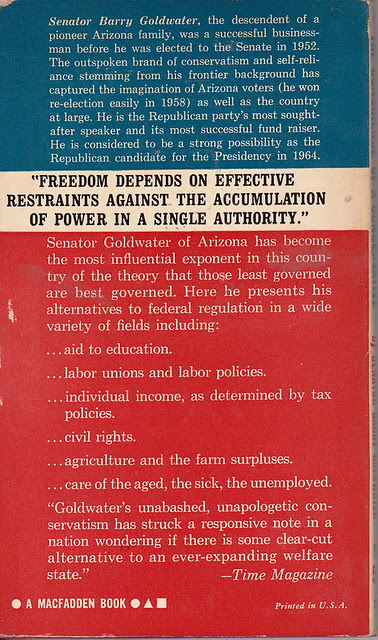 Senator Barry Goldwater, the descendent of a
pioneer Arizona family, was a successful business-
man before he was elected to the Senate in 1952.
The outspoken brand of conservatism and self-reli-
ance stemming from his frontier background has
captured the imagination of Arizona voters (he won
re-election easily in 1958) as well as the country
at large. He is the Republican party's most sought-
after speaker and its most successful fund raiser.
He is considered to be a strong possibility as the
Republican candidate for the Presidency in 1964.
"FREEDOM DEPENDS ON EFFECTIVE
RESTRAINTS AGAINST THE ACCUMULATION
OF POWER IN A SINGLE AUTHORITY."
Senator Goldwater of Arizona has become
the most influential exponent in this coun-
try of the theory that those least governed
are best governed. Here he presents his
alternatives to federal regulation in a wide
variety of fields including:
...aid to education.
...labor unions and labor policies.
...individual income, as determined by tax
policies.
...civil rights.
...agriculture and the farm surpluses.
...care of the aged, the sick, the unemployed.
"Goldwater's unabashed, unapologetic con-
servatism has struck a responsive note in a
nation wondering if there is some clear-cut
alternative to an ever-expanding welfare
state." —Time Magazine
A MACFADDEN BOOK
Printed in U.S.A.